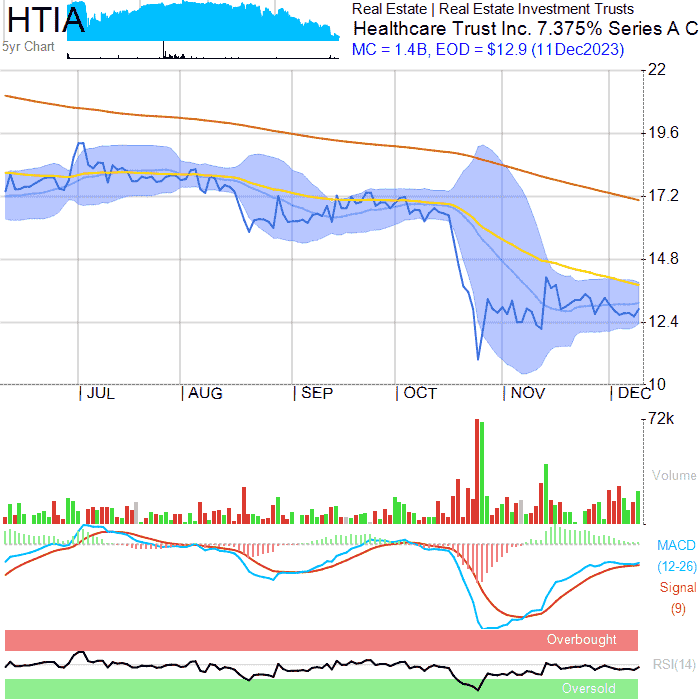 HTIA
5yr Chart
Real Estate | Real Estate Investment Trusts
Healthcare Trust Inc. 7.375% Series A C
MC = 1.4B, EOD = $12.9 (11Dec2023)
22
19.6
17.2
14.8
12.4
10
| JUL | AUG | SEP | OCT | NOV | DEC
72k
Volume
MACD
(12-26)
Signal
(9)
Overbought
RSI(14)
Oversold